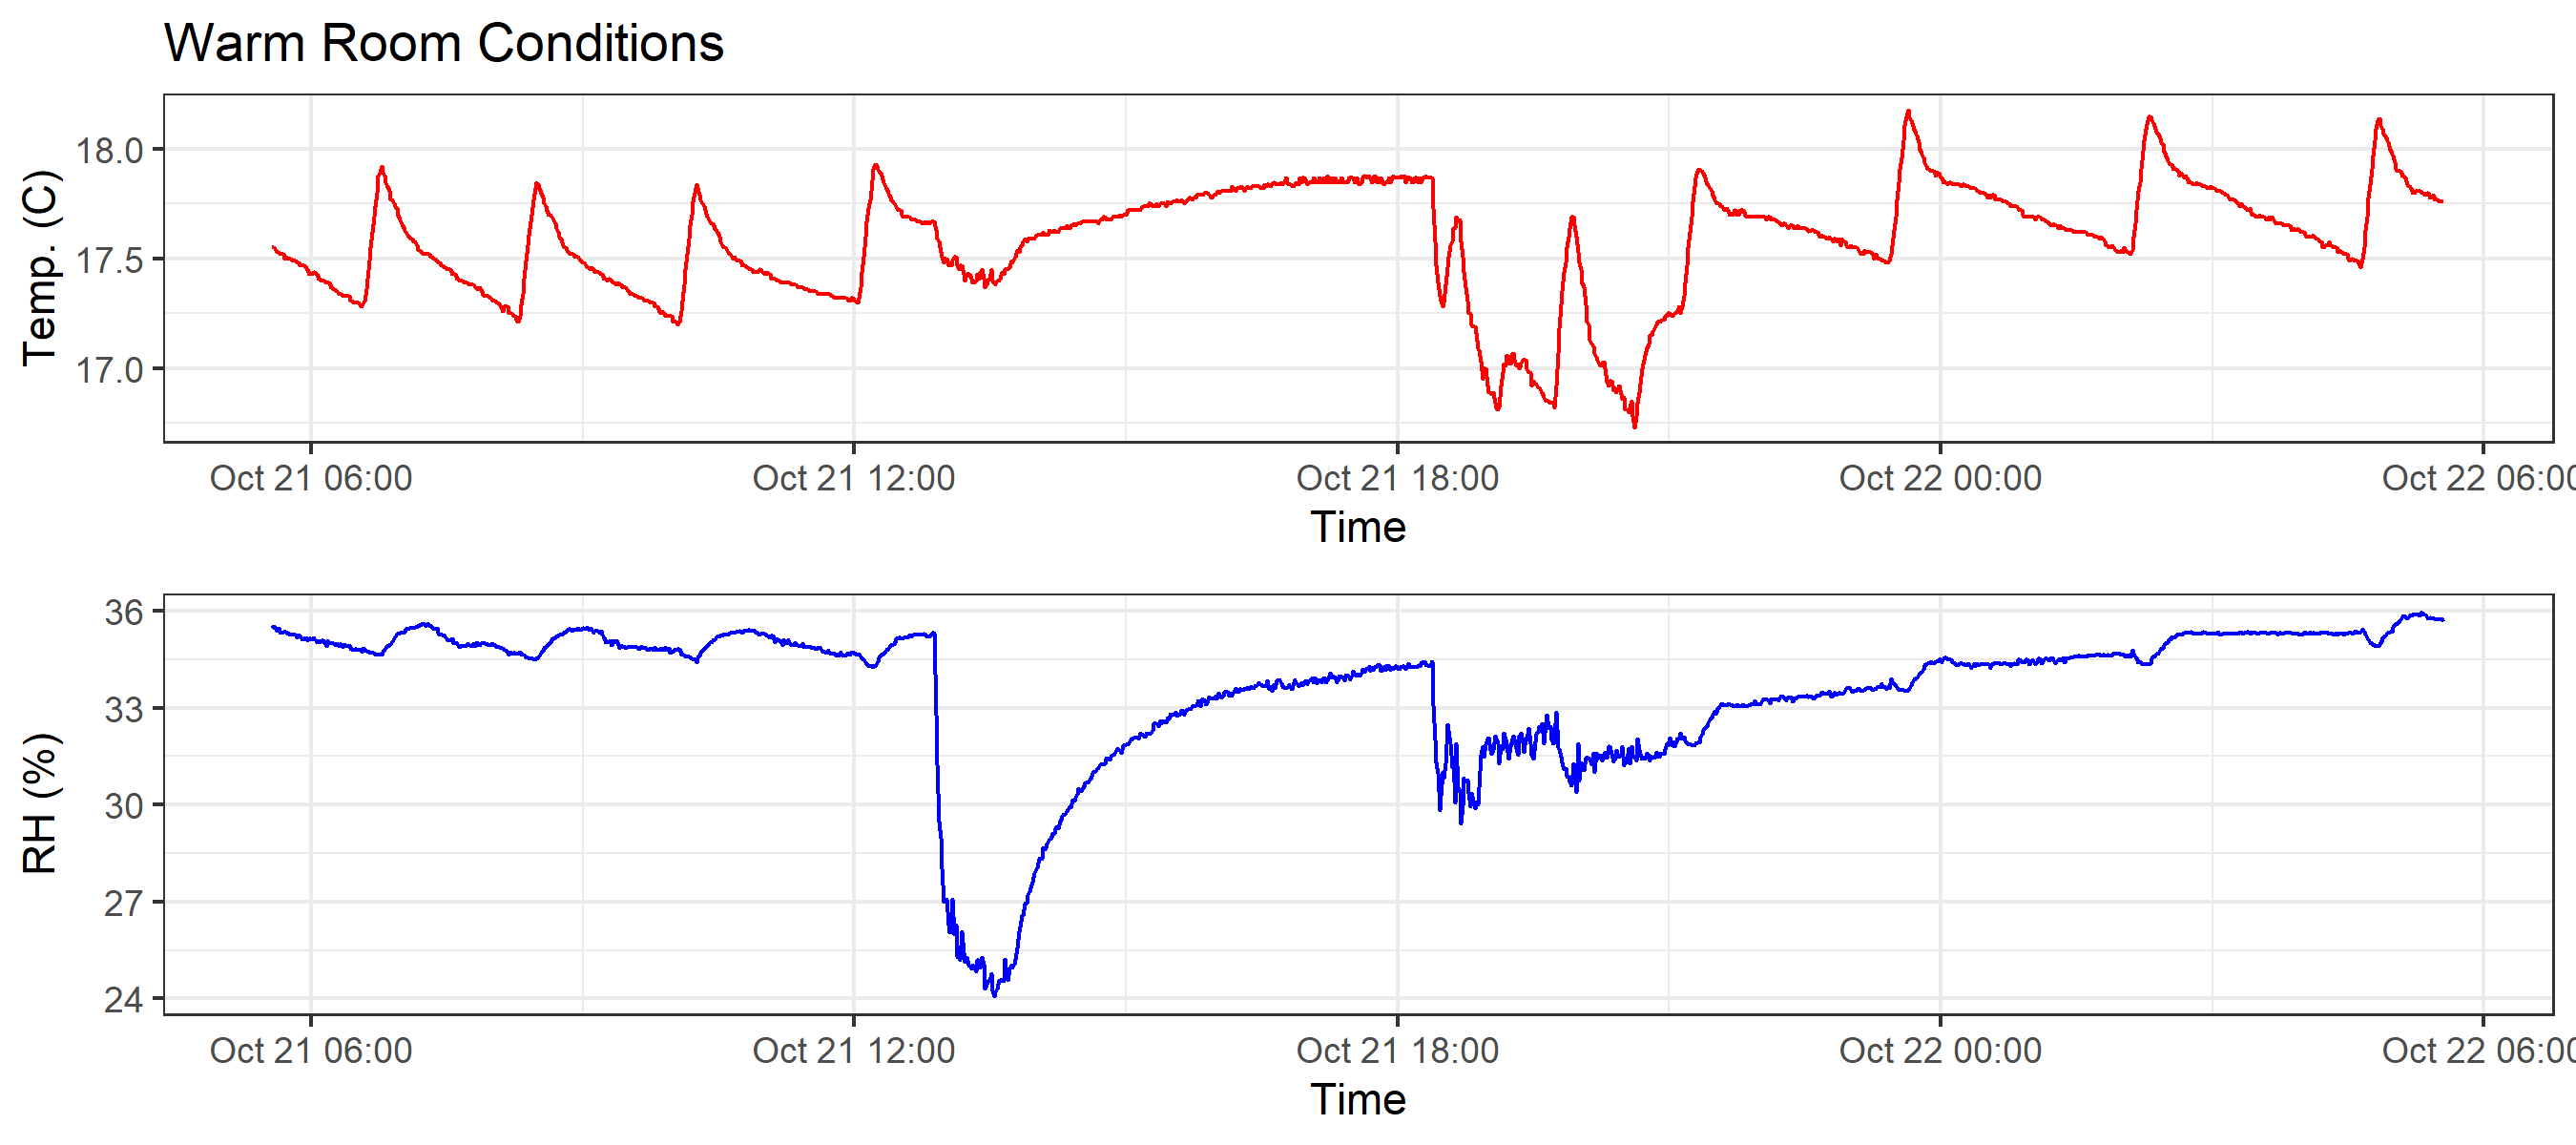 Warm Room Conditions
Temp. (C)
18.0
17.5
17.0
Oct 21 06:00 Oct 21 12:00 Oct 21 18:00 Oct 22 00:00 Oct 22 06:00
Time
RH (%)
36
33
30
27
24
Oct 21 06:00 Oct 21 12:00 Oct 21 18:00 Oct 22 00:00 Oct 22 06:00
Time